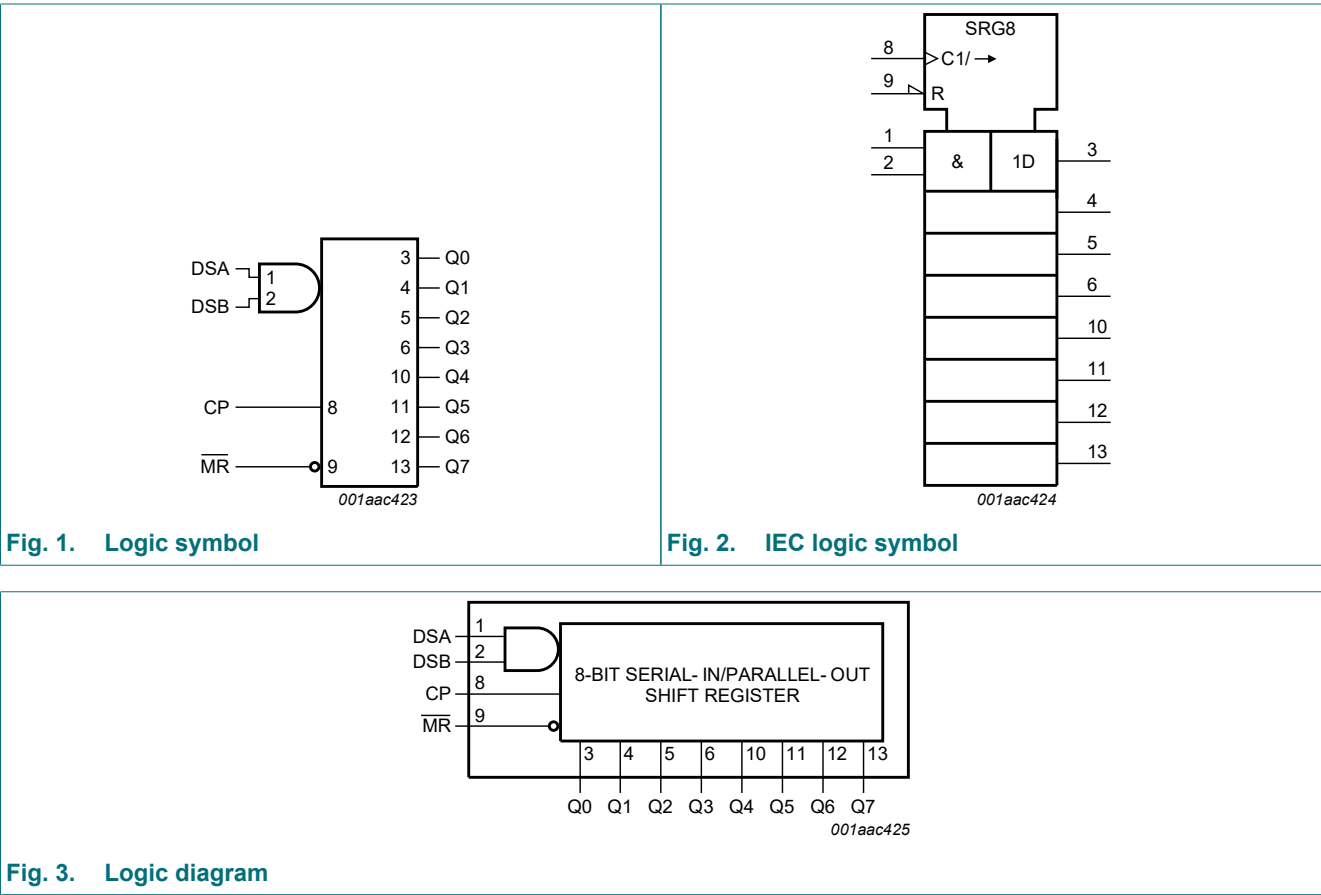 DSA
DSB
CP
M̅R̅
1
2
8
9
3
4
5
6
10
11
12
13
Q0
Q1
Q2
Q3
Q4
Q5
Q6
Q7
001aac423
Fig. 1. Logic symbol
SRG8
8
C1/→
9
R
1
2
&
1D
3
4
5
6
10
11
12
13
001aac424
Fig. 2. IEC logic symbol
DSA
DSB
CP
M̅R̅
1
2
8
9
8-BIT SERIAL- IN/PARALLEL- OUT
SHIFT REGISTER
3 4 5 6 10 11 12 13
Q0 Q1 Q2 Q3 Q4 Q5 Q6 Q7
001aac425
Fig. 3. Logic diagram